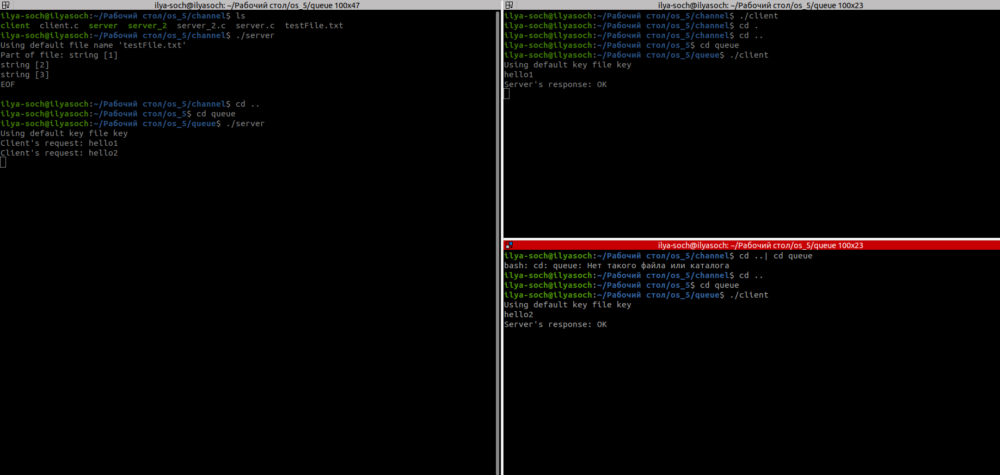 ilya-soch@ilyasoch: ~/Рабочий стол/os_5/queue 100x47
ilya-soch@ilyasoch:~/Рабочий стол/os_5/channel$ ls
client  client.c  server  server_2  server_2.c  server.c  testFile.txt
ilya-soch@ilyasoch:~/Рабочий стол/os_5/channel$ ./server
Using default file name 'testFile.txt'
Part of file: string [1]
string [2]
string [3]
EOF
ilya-soch@ilyasoch:~/Рабочий стол/os_5/channel$ cd ..
ilya-soch@ilyasoch:~/Рабочий стол/os_5$ cd queue
ilya-soch@ilyasoch:~/Рабочий стол/os_5/queue$ ./server
Using default key file key
Client's request: hello1
Client's request: hello2
ilya-soch@ilyasoch: ~/Рабочий стол/os_5/queue 100x23
ilya-soch@ilyasoch:~/Рабочий стол/os_5/channel$ ./client
ilya-soch@ilyasoch:~/Рабочий стол/os_5/channel$ cd .
ilya-soch@ilyasoch:~/Рабочий стол/os_5/channel$ cd ..
ilya-soch@ilyasoch:~/Рабочий стол/os_5$ cd queue
ilya-soch@ilyasoch:~/Рабочий стол/os_5/queue$ ./client
Using default key file key
hello1
Server's response: OK
ilya-soch@ilyasoch: ~/Рабочий стол/os_5/queue 100x23
ilya-soch@ilyasoch:~/Рабочий стол/os_5/channel$ cd ..| cd queue
bash: cd: queue: Нет такого файла или каталога
ilya-soch@ilyasoch:~/Рабочий стол/os_5/channel$ cd ..
ilya-soch@ilyasoch:~/Рабочий стол/os_5$ cd queue
ilya-soch@ilyasoch:~/Рабочий стол/os_5/queue$ ./client
Using default key file key
hello2
Server's response: OK